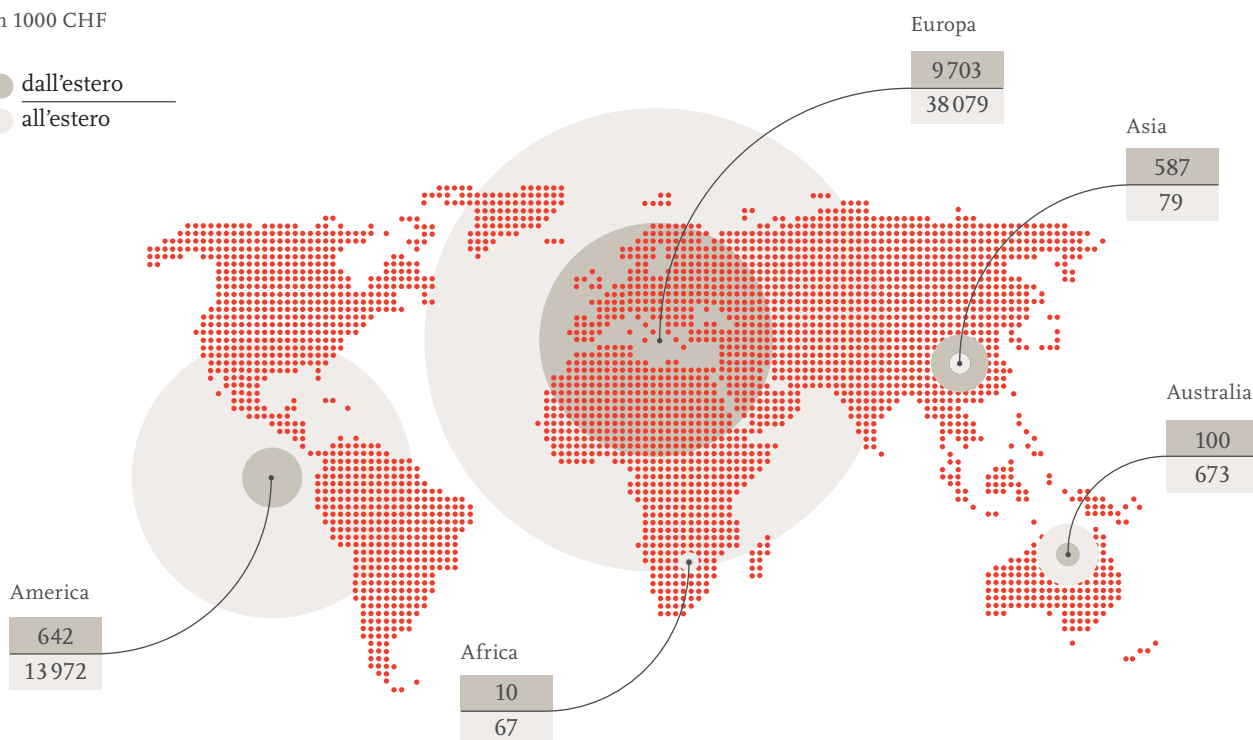 1000 CHF
dall’estero
all’estero
Europa
9 703
38 079
Asia
587
79
Australia
100
673
America
642
13 972
Africa
10
67